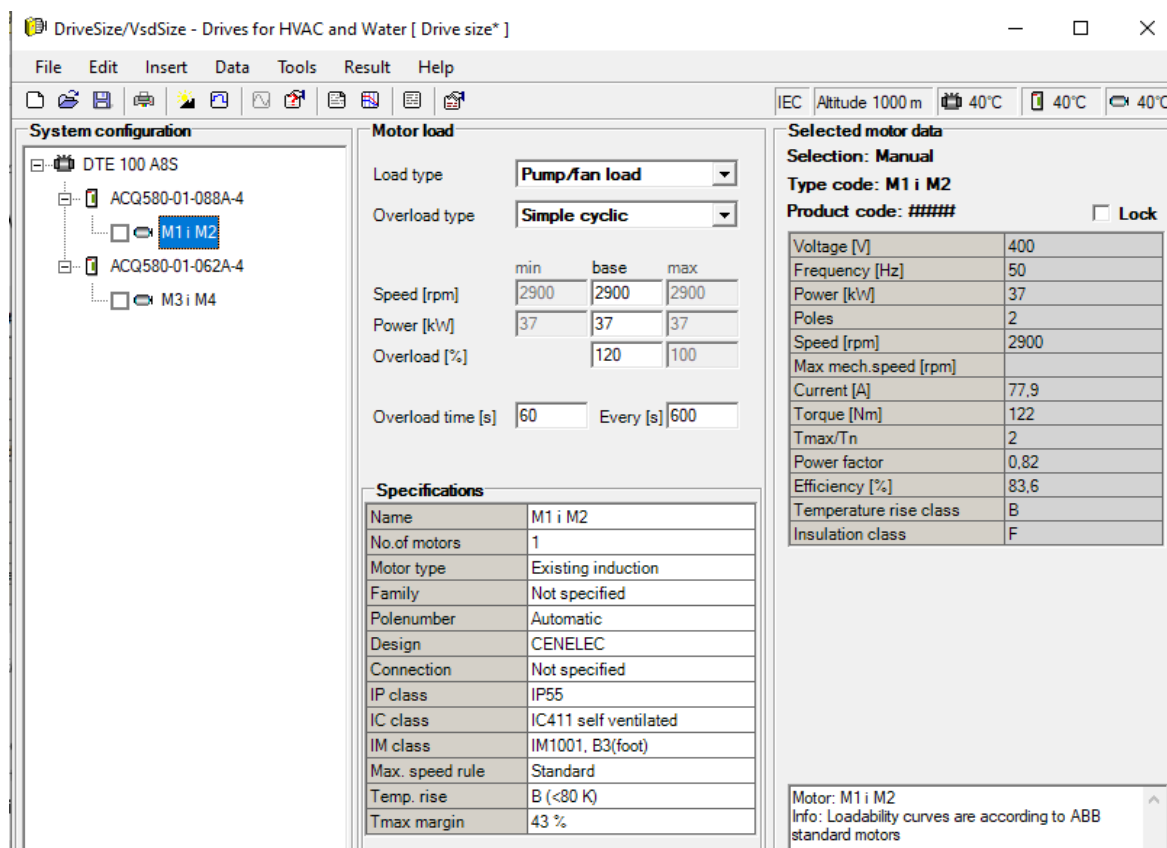 DriveSize/VsdSize - Drives for HVAC and Water [ Drive size* ]
File Edit Insert Data Tools Result Help
IEC Altitude 1000 m 40°C 40°C 40°C
System configuration
DTE 100 A8S
ACQ580-01-088A-4
M1 i M2
ACQ580-01-062A-4
M3 i M4
Motor load
Load type Pump/fan load
Overload type Simple cyclic
min base max
Speed [rpm] 2900 2900 2900
Power [kW] 37 37 37
Overload [%] 120 100
Overload time [s] 60 Every [s] 600
Specifications
Name M1 i M2
No.of motors 1
Motor type Existing induction
Family Not specified
Polenumber Automatic
Design CENELEC
Connection Not specified
IP class IP55
IC class IC411 self ventilated
IM class IM1001, B3(foot)
Max. speed rule Standard
Temp. rise B (<80 K)
Tmax margin 43 %
Selected motor data
Selection: Manual
Type code: M1 i M2
Product code: ###### Lock
Voltage [V] 400
Frequency [Hz] 50
Power [kW] 37
Poles 2
Speed [rpm] 2900
Max mech.speed [rpm]
Current [A] 77,9
Torque [Nm] 122
Tmax/Tn 2
Power factor 0,82
Efficiency [%] 83,6
Temperature rise class B
Insulation class F
Motor: M1 i M2
Info: Loadability curves are according to ABB
standard motors